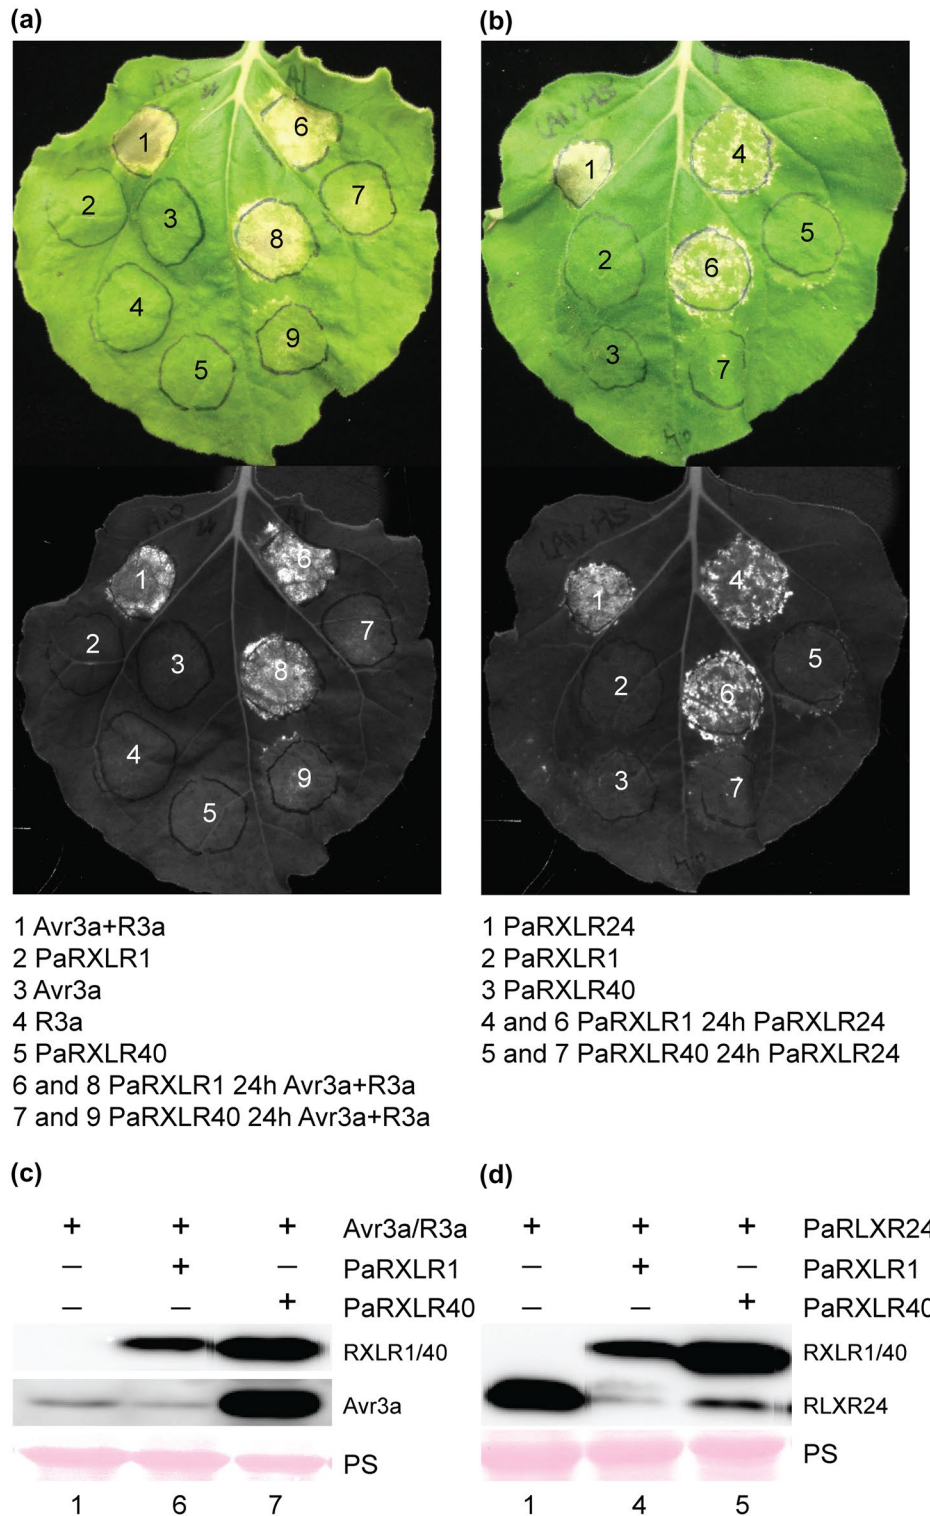 (a) (b)
H2O A1
1 6
2 3 7
8
4 9
5
1 4
2 5
6
3 7
H2O
1 6
2 3 7
8
4 9
5
1 4
2 5
6
3 7
H2O
1 Avr3a+R3a
2 PaRXLR1
3 Avr3a
4 R3a
5 PaRXLR40
6 and 8 PaRXLR1 24h Avr3a+R3a
7 and 9 PaRXLR40 24h Avr3a+R3a
1 PaRXLR24
2 PaRXLR1
3 PaRXLR40
4 and 6 PaRXLR1 24h PaRXLR24
5 and 7 PaRXLR40 24h PaRXLR24
(c)
+ + + Avr3a/R3a
– + – PaRXLR1
– – + PaRXLR40
RXLR1/40
Avr3a
PS
1 6 7
(d)
+ + + PaRLXR24
– + – PaRXLR1
– – + PaRXLR40
RXLR1/40
RLXR24
PS
1 4 5